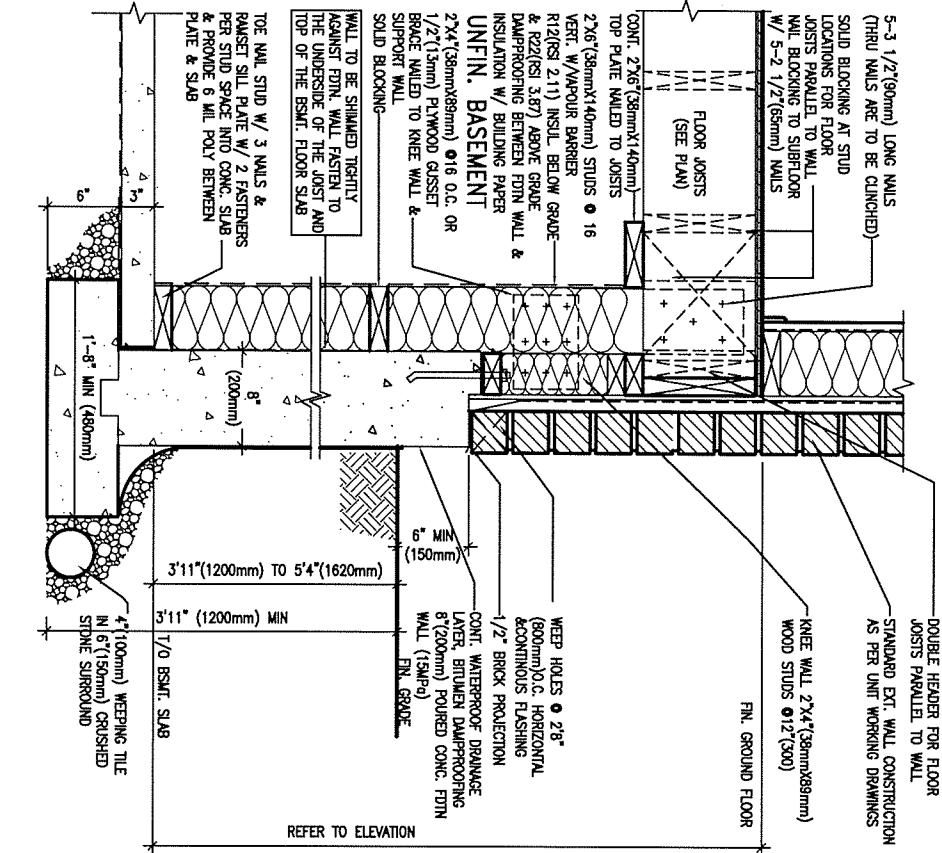 5-3 1/2"(90mm) LONG NAILS
(THRU NAILS ARE TO BE CLINCHED)
SOLID BLOCKING AT STUD
LOCATIONS FOR FLOOR
JOISTS PARALLEL TO WALL
NAIL BLOCKING TO SUBFLOOR
W/ 5-2 1/2"(65mm) NAILS
FLOOR JOISTS
(SEE PLAN)
CONT. 2"X6"(38mmX140mm)
TOP PLATE NAILED TO JOISTS
2"X6"(38mmX140mm) STUDS @ 16
VERT. W/VAPOUR BARRIER
R12(RSI 2.11) INSUL BELOW GRADE
& R22(RSI 3.87) ABOVE GRADE
DAMPPROOFING BETWEEN FDTN WALL &
INSULATION W/ BUILDING PAPER
UNFIN. BASEMENT
2"X4"(38mmX89mm) @16 O.C. OR
1/2"(13mm) PLYWOOD GUSSET
BRACE NAILED TO KNEE WALL &
SUPPORT WALL
SOLID BLOCKING
WALL TO BE SHIMMED TIGHTLY
AGAINST FDTN. WALL FASTEN TO
THE UNDERSIDE OF THE JOIST AND
TOP OF THE BSMT. FLOOR SLAB
TOE NAIL STUD W/ 3 NAILS &
RAMSET SILL PLATE W/ 2 FASTENERS
PER STUD SPACE INTO CONC. SLAB
& PROVIDE 6 MIL POLY BETWEEN
PLATE & SLAB
6"
3"
1'-8" MIN (480mm)
8"
(200mm)
6" MIN
(150mm)
3'11"(1200mm) TO 5'4"(1620mm)
3'11" (1200mm) MIN
DOUBLE HEADER FOR FLOOR
JOISTS PARALLEL TO WALL
STANDARD EXT. WALL CONSTRUCTION
AS PER UNIT WORKING DRAWINGS
KNEE WALL 2"X4"(38mmX89mm)
WOOD STUDS @12"(300)
FIN. GROUND FLOOR
WEEP HOLES @ 2'8"
(800mm)O.C. HORIZONTAL
&CONTINOUS FLASHING
1/2" BRICK PROJECTION
CONT. WATERPROOF DRAINAGE
LAYER, BITUMEN DAMPPROOFING
8"(200mm) POURED CONC. FDTN
WALL (15MPa)
FIN. GRADE
T/O BSMT. SLAB
4"(100mm) WEEPING TILE
IN 6"(150mm) CRUSHED
STONE SURROUND
REFER TO ELEVATION